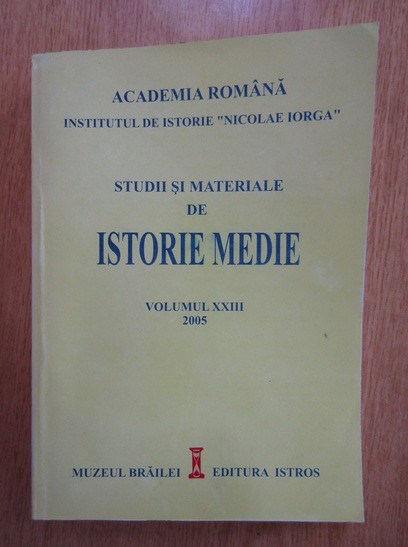 ACADEMIA ROMÂNĂ
INSTITUTUL DE ISTORIE "NICOLAE IORGA"
STUDII ŞI MATERIALE
DE
ISTORIE MEDIE
VOLUMUL XXIII
2005
MUZEUL BRĂILEI EDITURA ISTROS